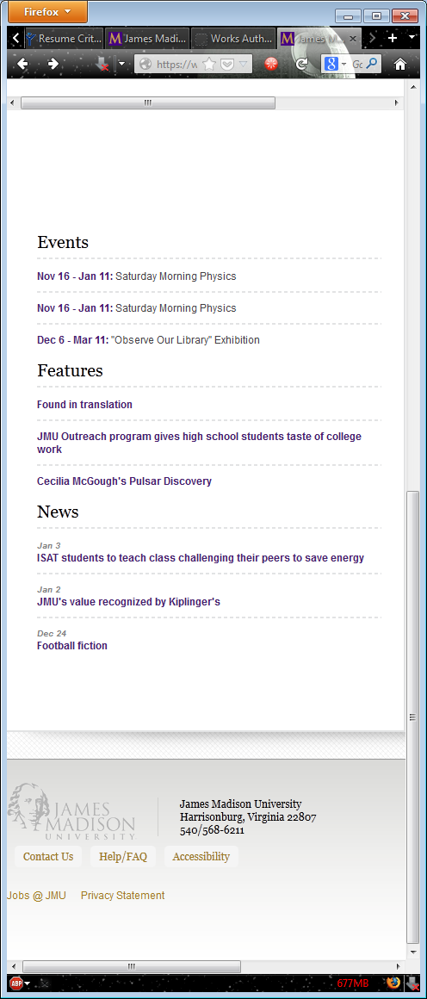 Firefox
Resume Crit...
James Madi...
Works Auth...
James M...
https://w
Events
Nov 16 - Jan 11: Saturday Morning Physics
Nov 16 - Jan 11: Saturday Morning Physics
Dec 6 - Mar 11: "Observe Our Library" Exhibition
Features
Found in translation
JMU Outreach program gives high school students taste of college
work
Cecilia McGough's Pulsar Discovery
News
Jan 3
ISAT students to teach class challenging their peers to save energy
Jan 2
JMU's value recognized by Kiplinger's
Dec 24
Football fiction
JAMES
MADISON
UNIVERSITY
James Madison University
Harrisonburg, Virginia 22807
540/568-6211
Contact Us
Help/FAQ
Accessibility
Jobs @ JMU
Privacy Statement
ABP
677MB